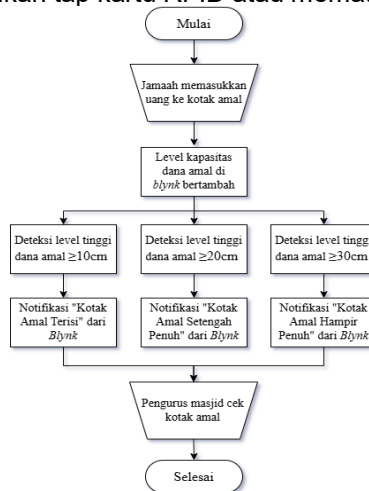 tap kartu
Mulai
Jamaah memasukkan
uang ke kotak amal
Level kapasitas
dana amal di
blynk bertambah
Deteksi level tinggi
dana amal ≥10cm
Deteksi level tinggi
dana amal ≥20cm
Deteksi level tinggi
dana amal ≥30cm
Notifikasi "Kotak
Amal Terisi" dari
Blynk
Notifikasi "Kotak
Amal Setengah
Penuh" dari Blynk
Notifikasi "Kotak
Amal Hampir
Penuh" dari Blynk
Pengurus masjid cek
kotak amal
Selesai